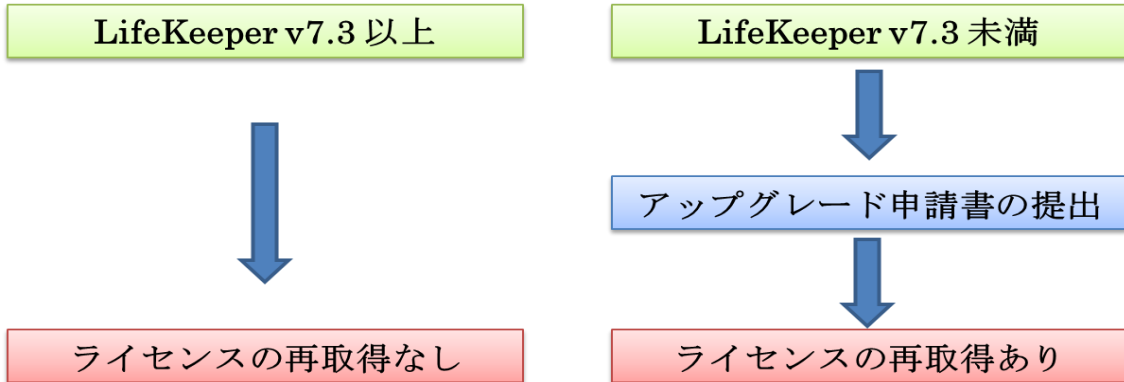 LifeKeeper v7.3 以上
LifeKeeper v7.3 未満
アップグレード申請書の提出
ライセンスの再取得なし
ライセンスの再取得あり